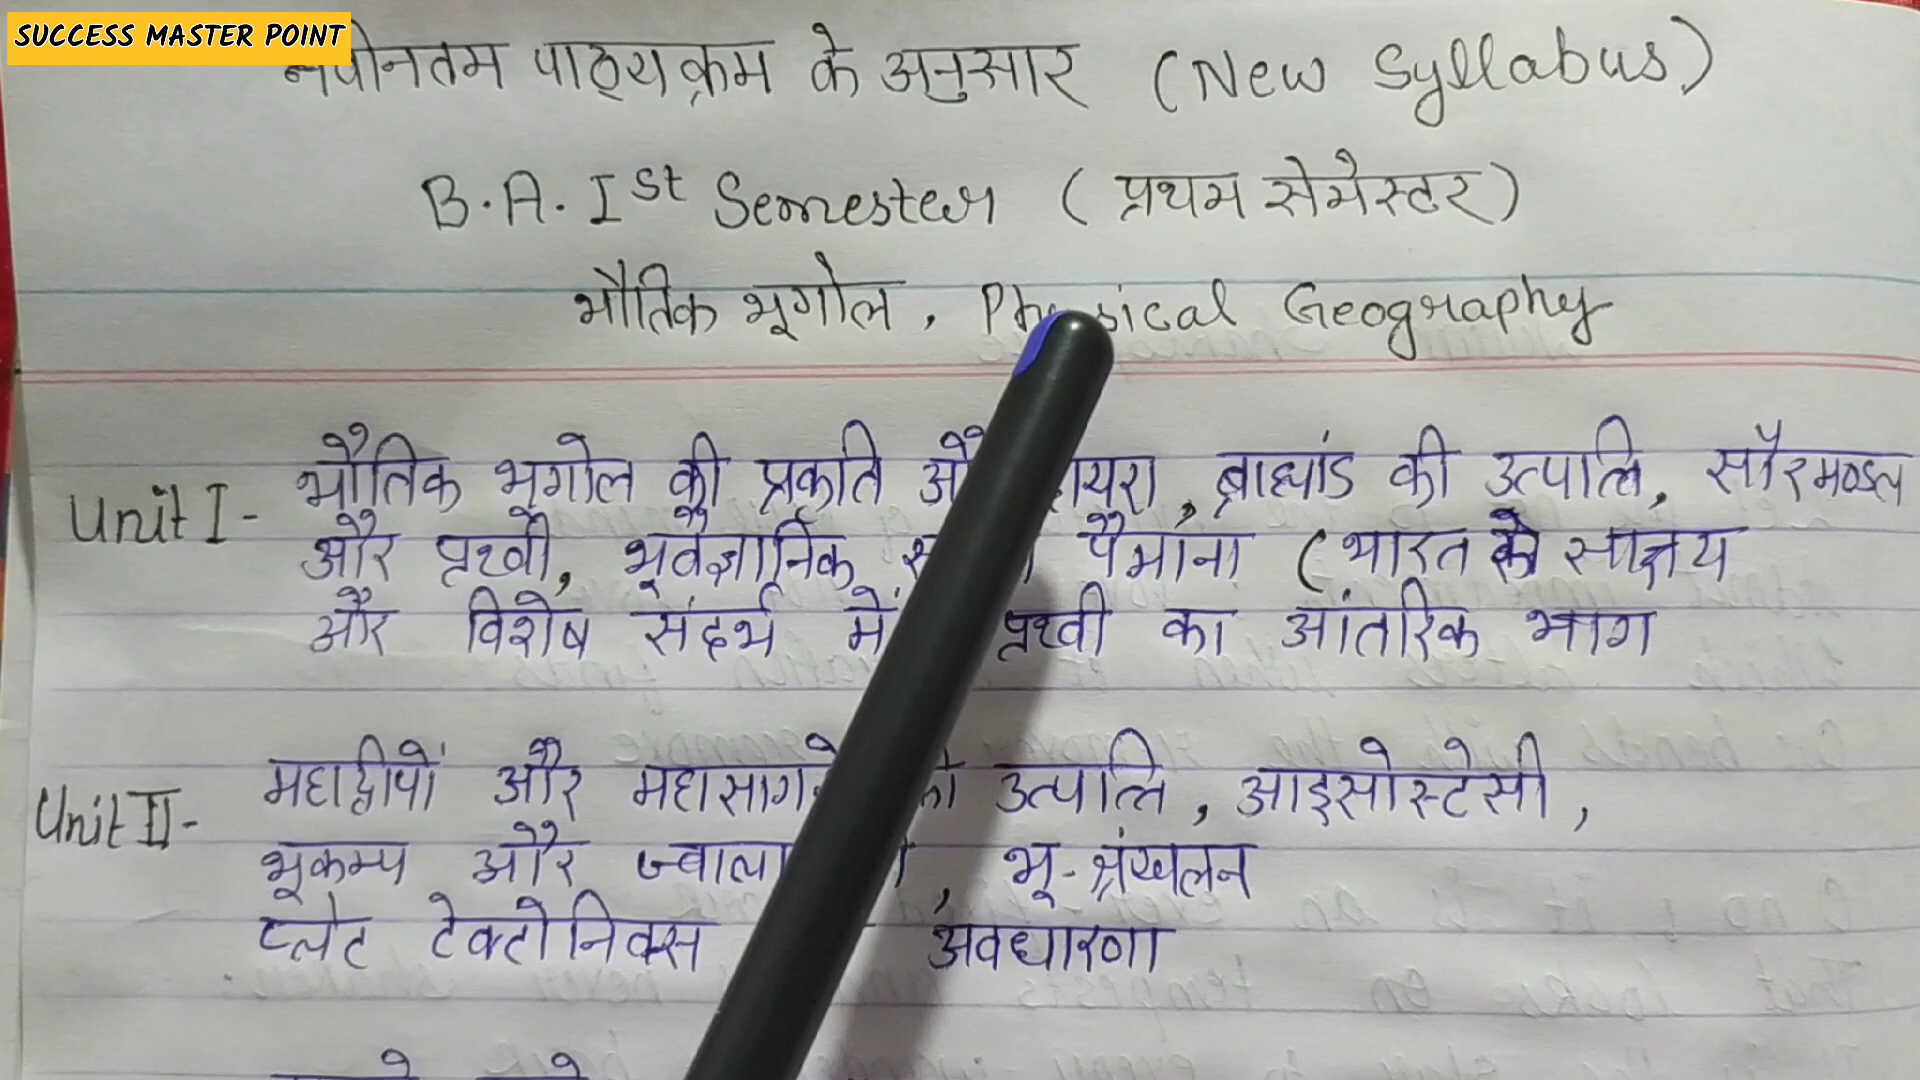 SUCCESS MASTER POINT
नवीनतम पाठ्यक्रम के अनुसार (New Syllabus)
B.A. Ist Semester (प्रथम सेमेस्टर)
भौतिक भूगोल, Physical Geography
Unit I- भौतिक भूगोल की प्रकृति और दायरा, ब्राह्मांड की उत्पत्ति, सौरमण्डल
और पृथ्वी, भूवैज्ञानिक पैमाना (भारत के साक्ष्य
और विशेष संदर्भ में पृथ्वी का आंतरिक भाग
Unit II- महाद्वीपों और महासागरों की उत्पत्ति, आइसोस्टेसी,
भूकम्प और ज्वालामुखी, भू-श्रंखलन
प्लेट टेक्टोनिक्स अवधारणा